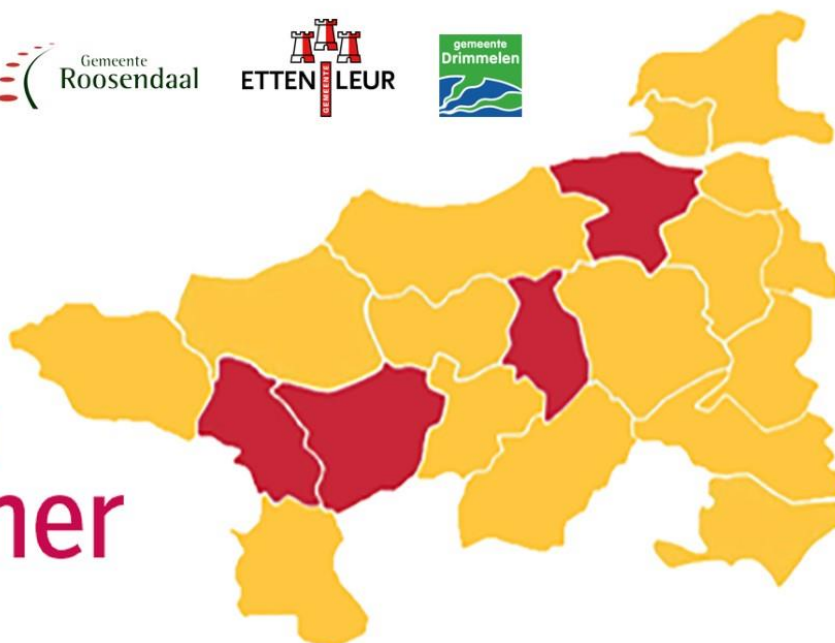 Gemeente
Roosendaal
ETTEN LEUR
GEMEENTE
gemeente
Drimmelen
ner